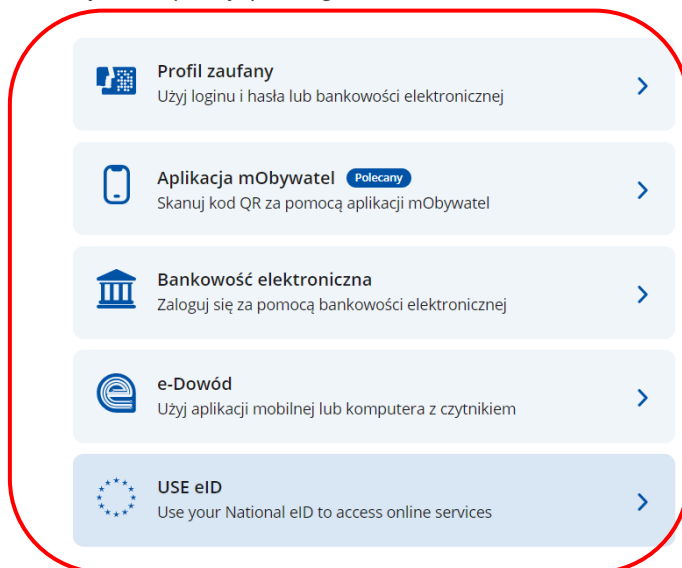 Profil zaufany
Użyj loginu i hasła lub bankowości elektronicznej
Aplikacja mObywatel Polecany
Skanuj kod QR za pomocą aplikacji mObywatel
Bankowość elektroniczna
Zaloguj się za pomocą bankowości elektronicznej
e-Dowód
Użyj aplikacji mobilnej lub komputera z czytnikiem
USE eID
Use your National eID to access online services